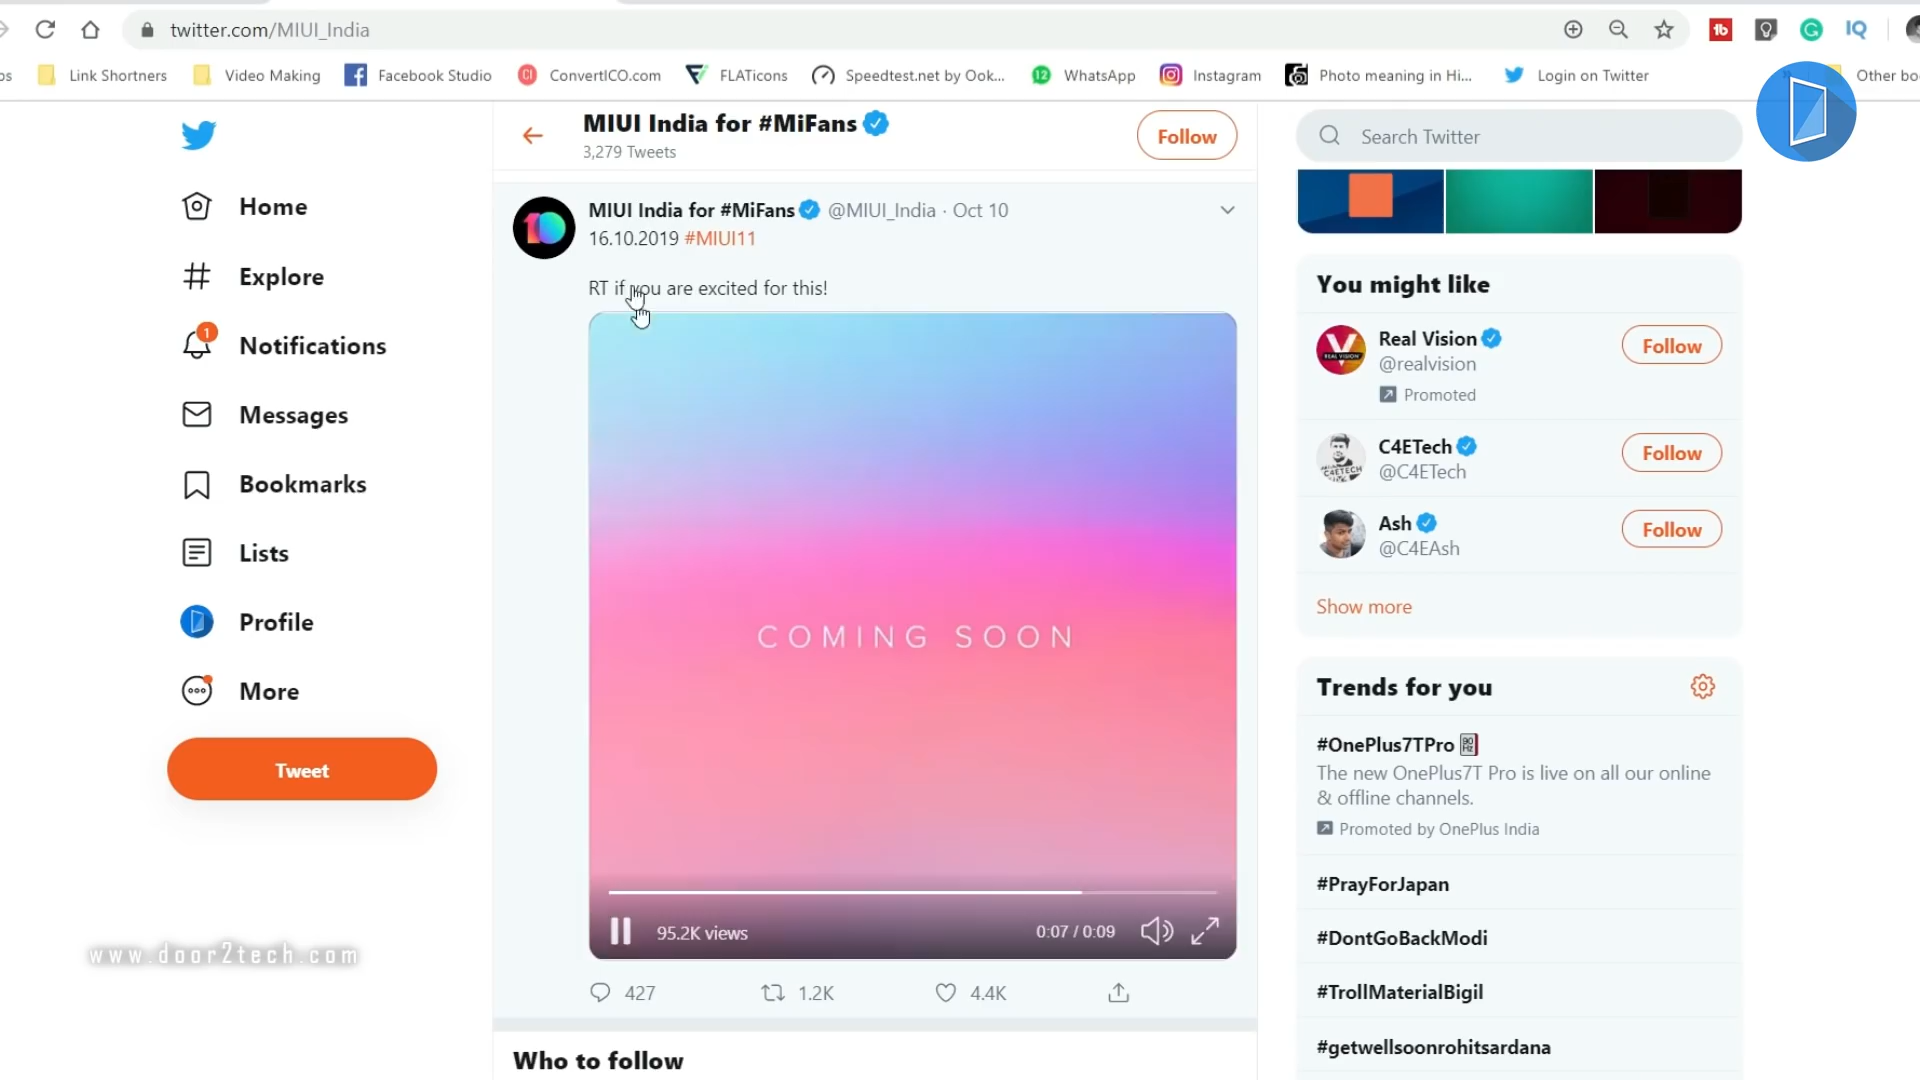 twitter.com/MIUI_India
Link Shortners
Video Making
Facebook Studio
ConvertICO.com
FLATicons
Speedtest.net by Ook...
12
WhatsApp
Instagram
Photo meaning in Hi...
Login on Twitter
Other bo
IQ
Home
Explore
1
Notifications
Messages
Bookmarks
Lists
Profile
More
Tweet
www.door2tech.com
MIUI India for #MiFans
3,279 Tweets
Follow
MIUI India for #MiFans @MIUI_India · Oct 10
16.10.2019 #MIUI11
RT if you are excited for this!
COMING SOON
95.2K views
0:07 / 0:09
427
1.2K
4.4K
Who to follow
Search Twitter
You might like
Real Vision
@realvision
Promoted
Follow
C4ETech
@C4ETech
Follow
Ash
@C4EAsh
Follow
Show more
Trends for you
#OnePlus7TPro
The new OnePlus7T Pro is live on all our online
& offline channels.
Promoted by OnePlus India
#PrayForJapan
#DontGoBackModi
#TrollMaterialBigil
#getwellsoonrohitsardana